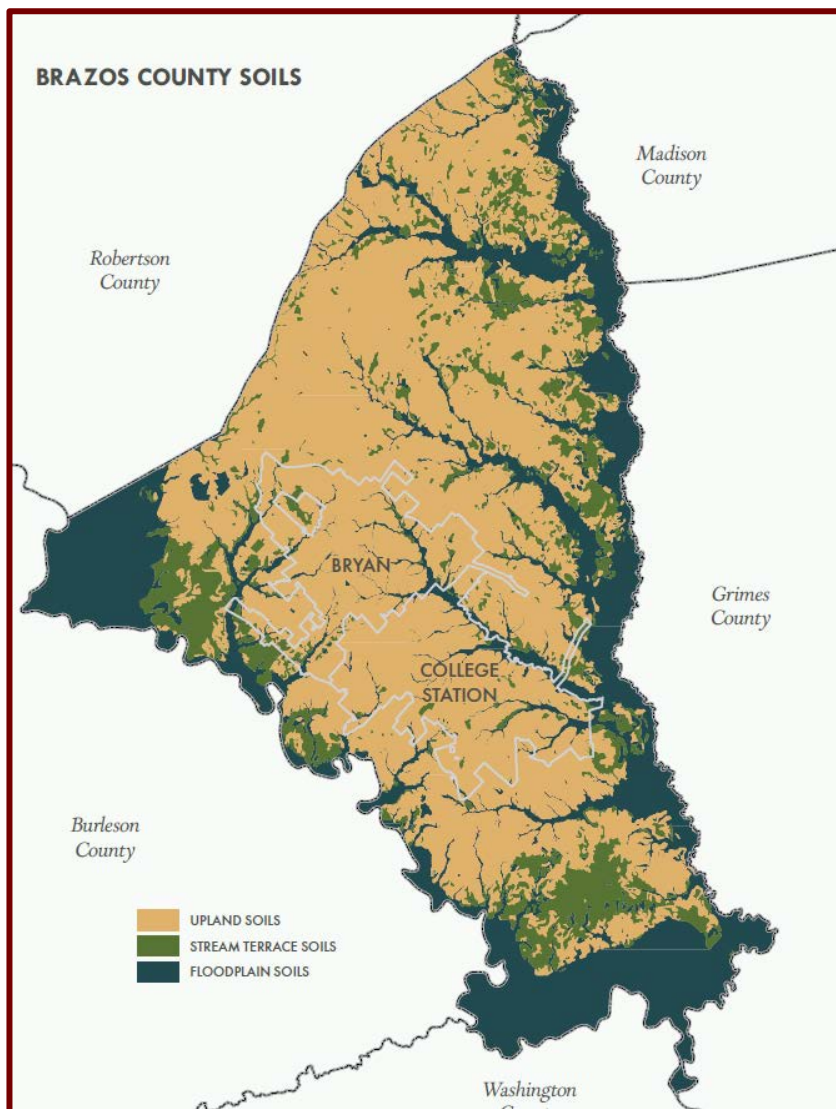 BRAZOS COUNTY SOILS
Madison
County
Robertson
County
BRYAN
Grimes
County
COLLEGE
STATION
Burleson
County
UPLAND SOILS
STREAM TERRACE SOILS
FLOODPLAIN SOILS
Washington